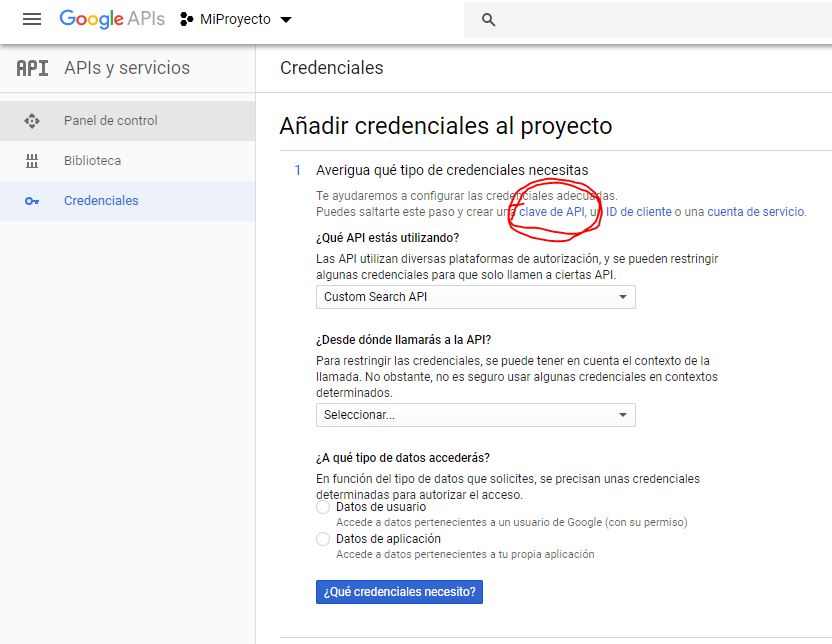 Google APIs MiProyecto
API APIs y servicios
Credenciales
Panel de control
Biblioteca
Credenciales
Añadir credenciales al proyecto
1 Averigua qué tipo de credenciales necesitas
Te ayudaremos a configurar las credenciales adecuadas.
Puedes saltarte este paso y crear una clave de API, un ID de cliente o una cuenta de servicio.
¿Qué API estás utilizando?
Las API utilizan diversas plataformas de autorización, y se pueden restringir
algunas credenciales para que solo llamen a ciertas API.
Custom Search API
¿Desde dónde llamarás a la API?
Para restringir las credenciales, se puede tener en cuenta el contexto de la
llamada. No obstante, no es seguro usar algunas credenciales en contextos
determinados.
Seleccionar...
¿A qué tipo de datos accederás?
En función del tipo de datos que solicites, se precisan unas credenciales
determinadas para autorizar el acceso.
Datos de usuario
Accede a datos pertenecientes a un usuario de Google (con su permiso)
Datos de aplicación
Accede a datos pertenecientes a tu propia aplicación
¿Qué credenciales necesito?